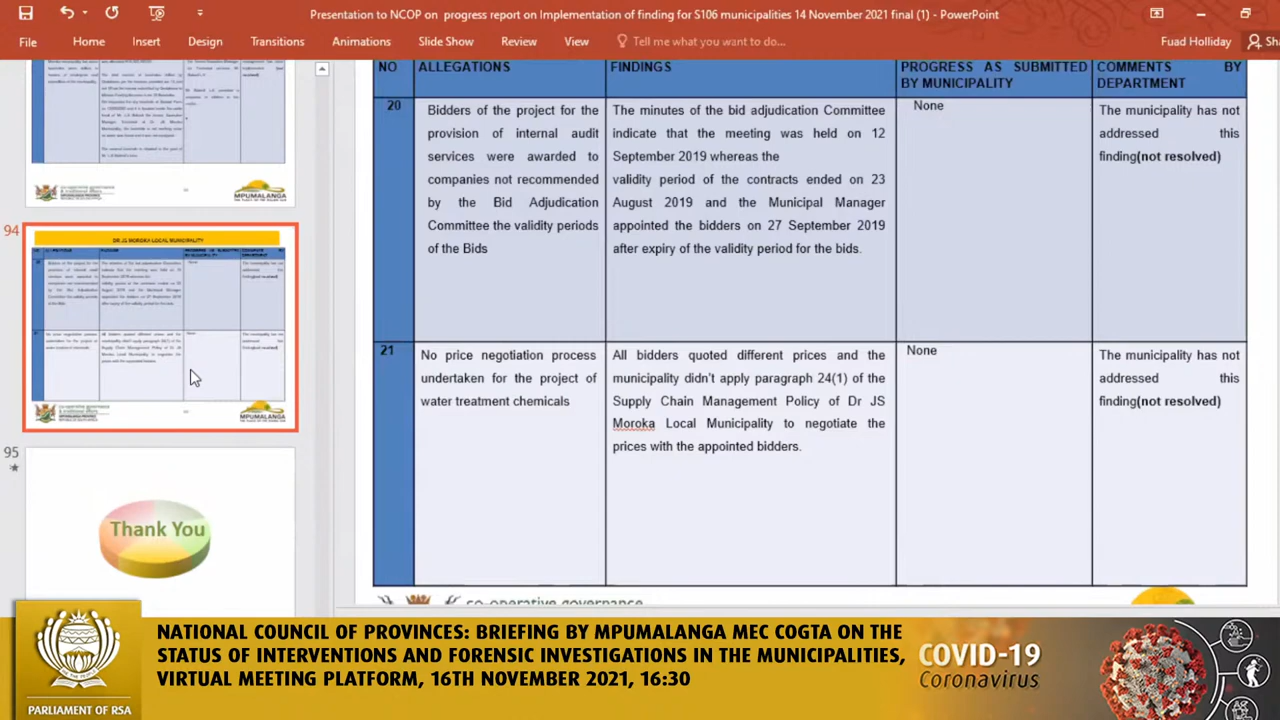 Presentation to NCOP on progress report on Implementation of finding for S106 municipalities 14 November 2021 final (1) - PowerPoint
File Home Insert Design Transitions Animations Slide Show Review View Tell me what you want to do... Fuad Holliday Sha
94
DR JS MOROKA LOCAL MUNICIPALITY
MPUMALANGA
95
Thank You
NO ALLEGATION FINDINGS PROGRESS AS SUBMITTED BY MUNICIPALITY COMMENTS BY DEPARTMENT
20
Bidders of the project for the
provision of internal audit
services were awarded to
companies not recommended
by the Bid Adjudication
Committee the validity periods
of the Bids
The minutes of the bid adjudication committee
indicate that the meeting was held on 12
September 2019 whereas the
validity period of the contracts ended on 23
August 2019 and the Municipal Manager
appointed the bidders on 27 September 2019
after expiry of the validity period for the bids.
None
The municipality has not
addressed this
finding(not resolved)
21
No price negotiation process
undertaken for the project of
water treatment chemicals
All bidders quoted different prices and the
municipality didn't apply paragraph 24(1) of the
Supply Chain Management Policy of Dr JS
Moroka Local Municipality to negotiate the
prices with the appointed bidders.
None
The municipality has not
addressed this
finding(not resolved)
co-operative governance
PARLIAMENT OF RSA
NATIONAL COUNCIL OF PROVINCES: BRIEFING BY MPUMALANGA MEC COGTA ON THE
STATUS OF INTERVENTIONS AND FORENSIC INVESTIGATIONS IN THE MUNICIPALITIES,
VIRTUAL MEETING PLATFORM, 16TH NOVEMBER 2021, 16:30
COVID-19
Coronavirus